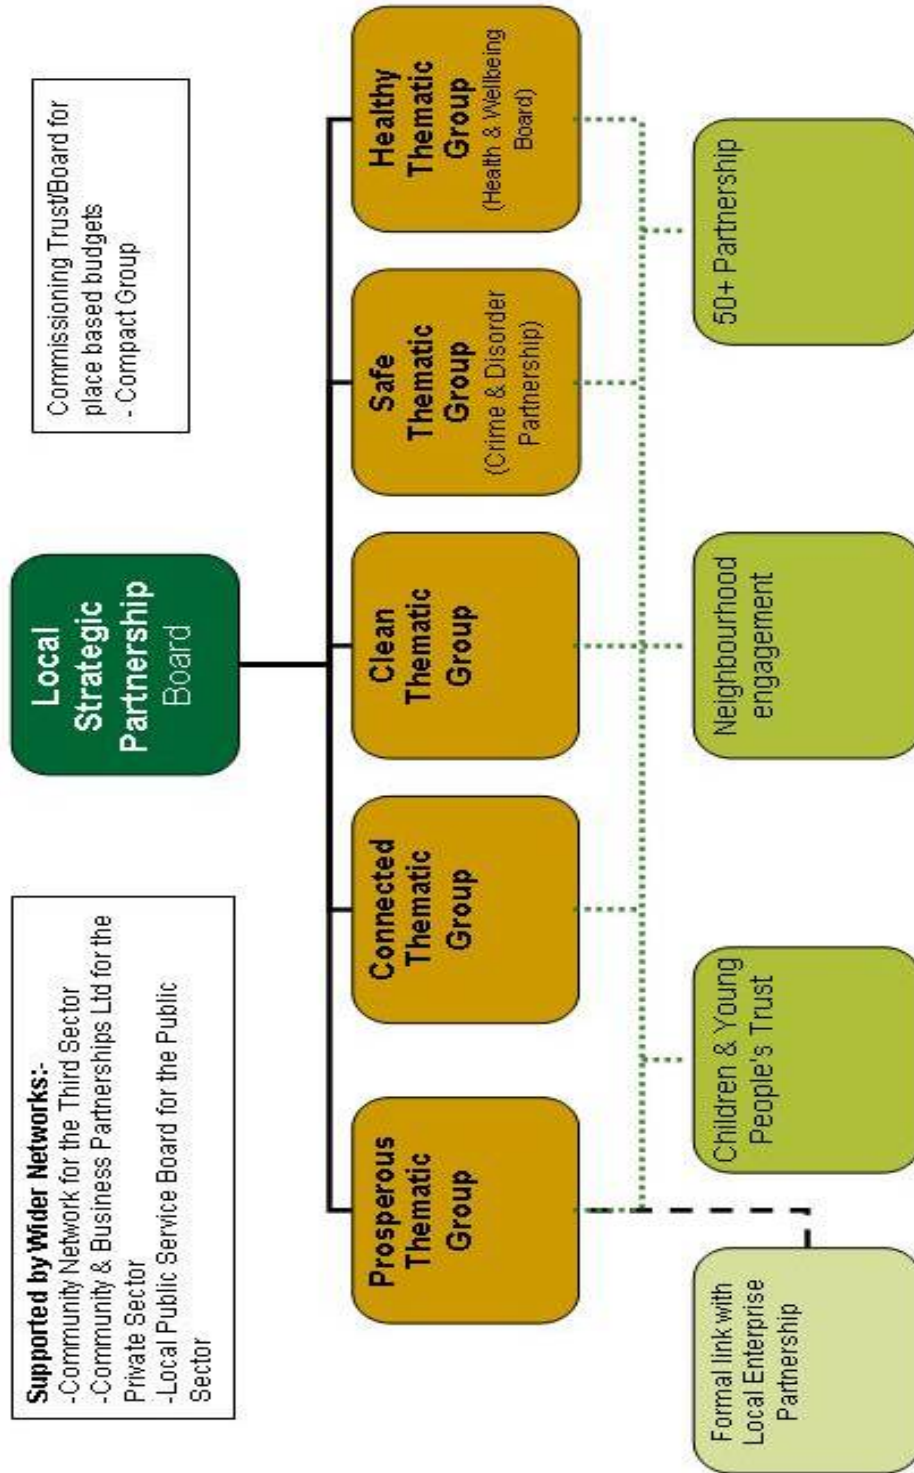 Supported by Wider Networks:-
-Community Network for the Third Sector
-Community & Business Partnerships Ltd for the
Private Sector
-Local Public Service Board for the Public
Sector
Local
Strategic
Partnership
Board
Commissioning Trust/Board for
place based budgets
- Compact Group
Prosperous
Thematic
Group
Connected
Thematic
Group
Clean
Thematic
Group
Safe
Thematic
Group
(Crime & Disorder
Partnership)
Healthy
Thematic
Group
(Health & Wellbeing
Board)
Formal link with
Local Enterprise
Partnership
Children & Young
People's Trust
Neighbourhood
engagement
50+ Partnership